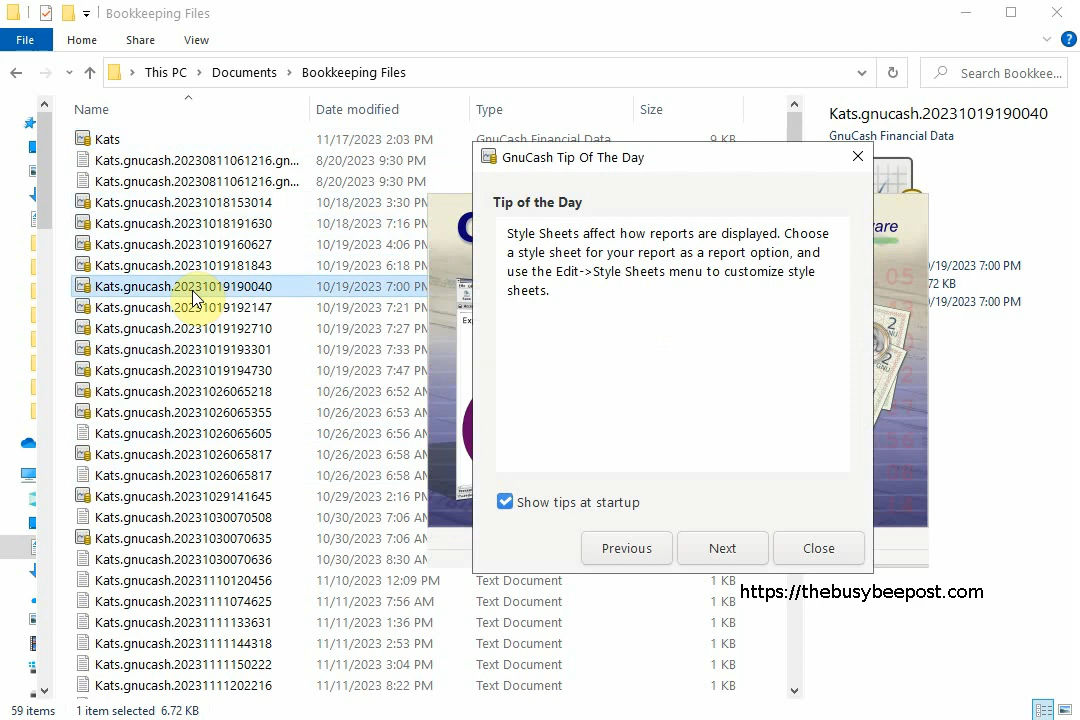 Bookkeeping Files
File Home Share View
This PC > Documents > Bookkeeping Files
Search Bookkee...
Name Date modified Type Size
Kats 11/17/2023 2:03 PM GnuCash Financial Data 9 KB
Kats.gnucash.20230811061216.gn... 8/20/2023 9:30 PM
Kats.gnucash.20230811061216.gn... 8/20/2023 9:30 PM
Kats.gnucash.20231018153014 10/18/2023 3:30 PM
Kats.gnucash.20231018191630 10/18/2023 7:16 PM
Kats.gnucash.20231019160627 10/19/2023 4:06 PM
Kats.gnucash.20231019181843 10/19/2023 6:18 PM
Kats.gnucash.20231019190040 10/19/2023 7:00 PM
Kats.gnucash.20231019192147 10/19/2023 7:21 PM
Kats.gnucash.20231019192710 10/19/2023 7:27 PM
Kats.gnucash.20231019193301 10/19/2023 7:33 PM
Kats.gnucash.20231019194730 10/19/2023 7:47 PM
Kats.gnucash.20231026065218 10/26/2023 6:52 AM
Kats.gnucash.20231026065355 10/26/2023 6:53 AM
Kats.gnucash.20231026065605 10/26/2023 6:56 AM
Kats.gnucash.20231026065817 10/26/2023 6:58 AM
Kats.gnucash.20231026065817 10/26/2023 6:58 AM
Kats.gnucash.20231029141645 10/29/2023 2:16 PM
Kats.gnucash.20231030070508 10/30/2023 7:06 AM
Kats.gnucash.20231030070635 10/30/2023 7:06 AM
Kats.gnucash.20231030070636 10/30/2023 8:30 AM
Kats.gnucash.20231110120456 11/10/2023 12:09 PM Text Document 1 KB
Kats.gnucash.20231111074625 11/11/2023 7:56 AM Text Document 1 KB
Kats.gnucash.20231111133631 11/11/2023 1:36 PM Text Document 1 KB
Kats.gnucash.20231111144318 11/11/2023 2:53 PM Text Document 1 KB
Kats.gnucash.20231111150222 11/11/2023 3:04 PM Text Document 1 KB
Kats.gnucash.20231111202216 11/11/2023 8:22 PM Text Document 1 KB
GnuCash Tip Of The Day
Tip of the Day
Style Sheets affect how reports are displayed. Choose
a style sheet for your report as a report option, and
use the Edit->Style Sheets menu to customize style
sheets.
Show tips at startup
Previous Next Close
Kats.gnucash.20231019190040
GnuCash Financial Data
/19/2023 7:00 PM
72 KB
/19/2023 7:00 PM
https://thebusybeepost.com
59 items 1 item selected 6.72 KB